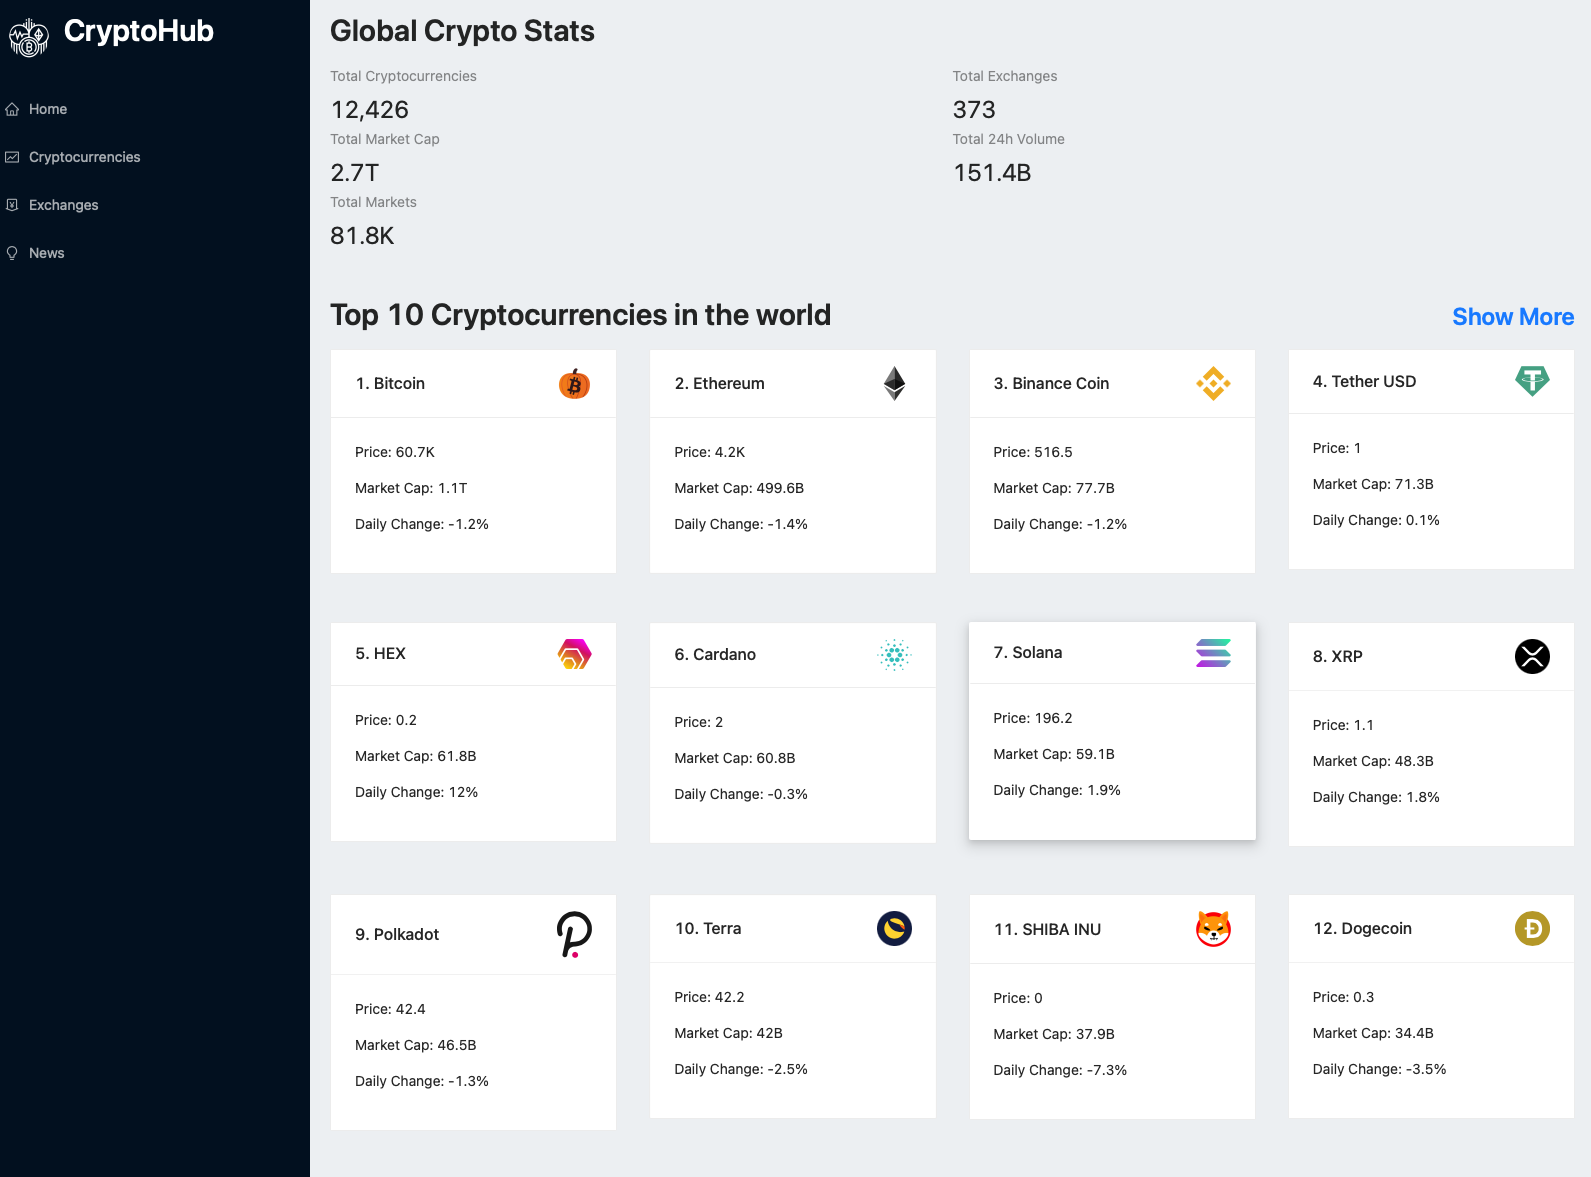 CryptoHub
Home
Cryptocurrencies
Exchanges
News
Global Crypto Stats
Total Cryptocurrencies
12,426
Total Exchanges
373
Total Market Cap
2.7T
Total 24h Volume
151.4B
Total Markets
81.8K
Top 10 Cryptocurrencies in the world
Show More
1. Bitcoin
Price: 60.7K
Market Cap: 1.1T
Daily Change: -1.2%
2. Ethereum
Price: 4.2K
Market Cap: 499.6B
Daily Change: -1.4%
3. Binance Coin
Price: 516.5
Market Cap: 77.7B
Daily Change: -1.2%
4. Tether USD
Price: 1
Market Cap: 71.3B
Daily Change: 0.1%
5. HEX
Price: 0.2
Market Cap: 61.8B
Daily Change: 12%
6. Cardano
Price: 2
Market Cap: 60.8B
Daily Change: -0.3%
7. Solana
Price: 196.2
Market Cap: 59.1B
Daily Change: 1.9%
8. XRP
Price: 1.1
Market Cap: 48.3B
Daily Change: 1.8%
9. Polkadot
Price: 42.4
Market Cap: 46.5B
Daily Change: -1.3%
10. Terra
Price: 42.2
Market Cap: 42B
Daily Change: -2.5%
11. SHIBA INU
Price: 0
Market Cap: 37.9B
Daily Change: -7.3%
12. Dogecoin
Price: 0.3
Market Cap: 34.4B
Daily Change: -3.5%